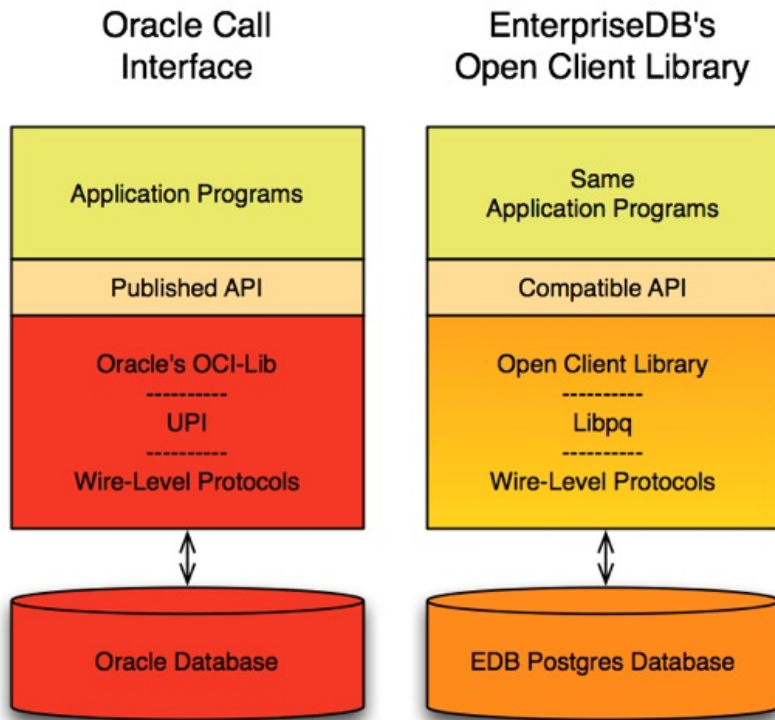 Oracle Call
Interface
Application Programs
Published API
Oracle's OCI-Lib
----------
UPI
----------
Wire-Level Protocols
Oracle Database
EnterpriseDB's
Open Client Library
Same
Application Programs
Compatible API
Open Client Library
----------
Libpq
----------
Wire-Level Protocols
EDB Postgres Database